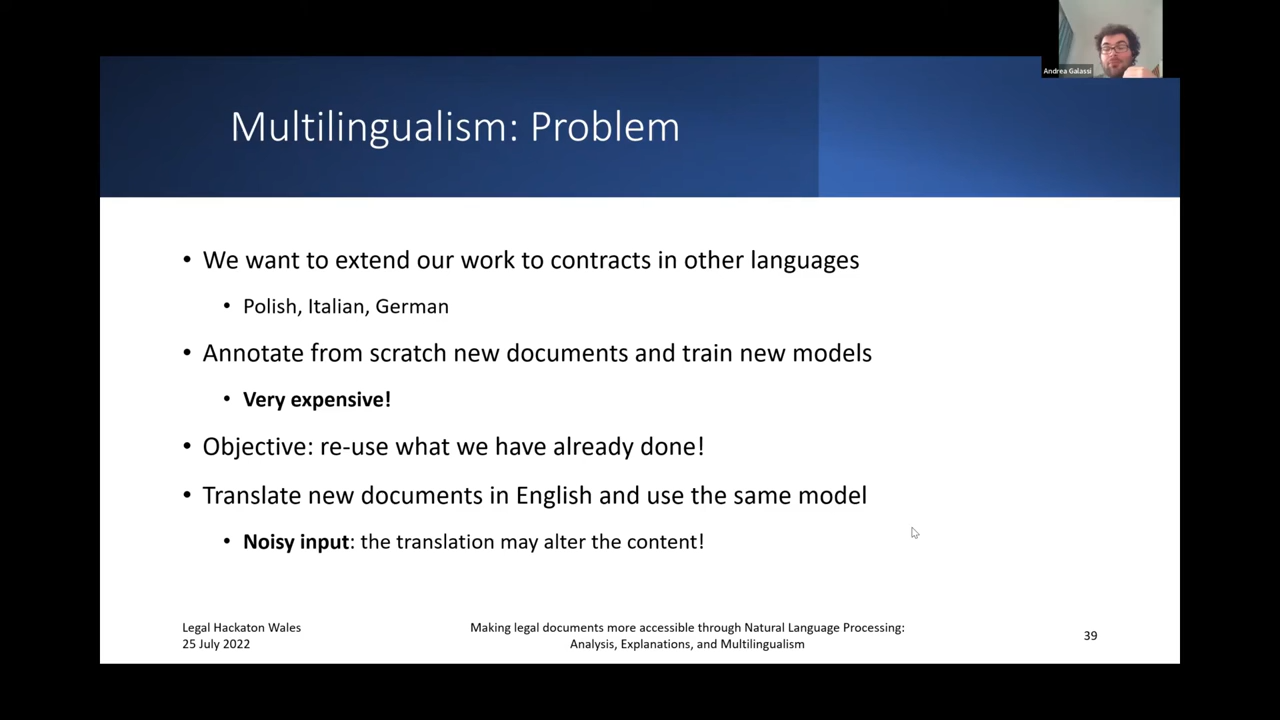 Andrea Galassi
Multilingualism: Problem
• We want to extend our work to contracts in other languages
• Polish, Italian, German
• Annotate from scratch new documents and train new models
• Very expensive!
• Objective: re-use what we have already done!
• Translate new documents in English and use the same model
• Noisy input: the translation may alter the content!
Legal Hackaton Wales
25 July 2022
Making legal documents more accessible through Natural Language Processing:
Analysis, Explanations, and Multilingualism
39